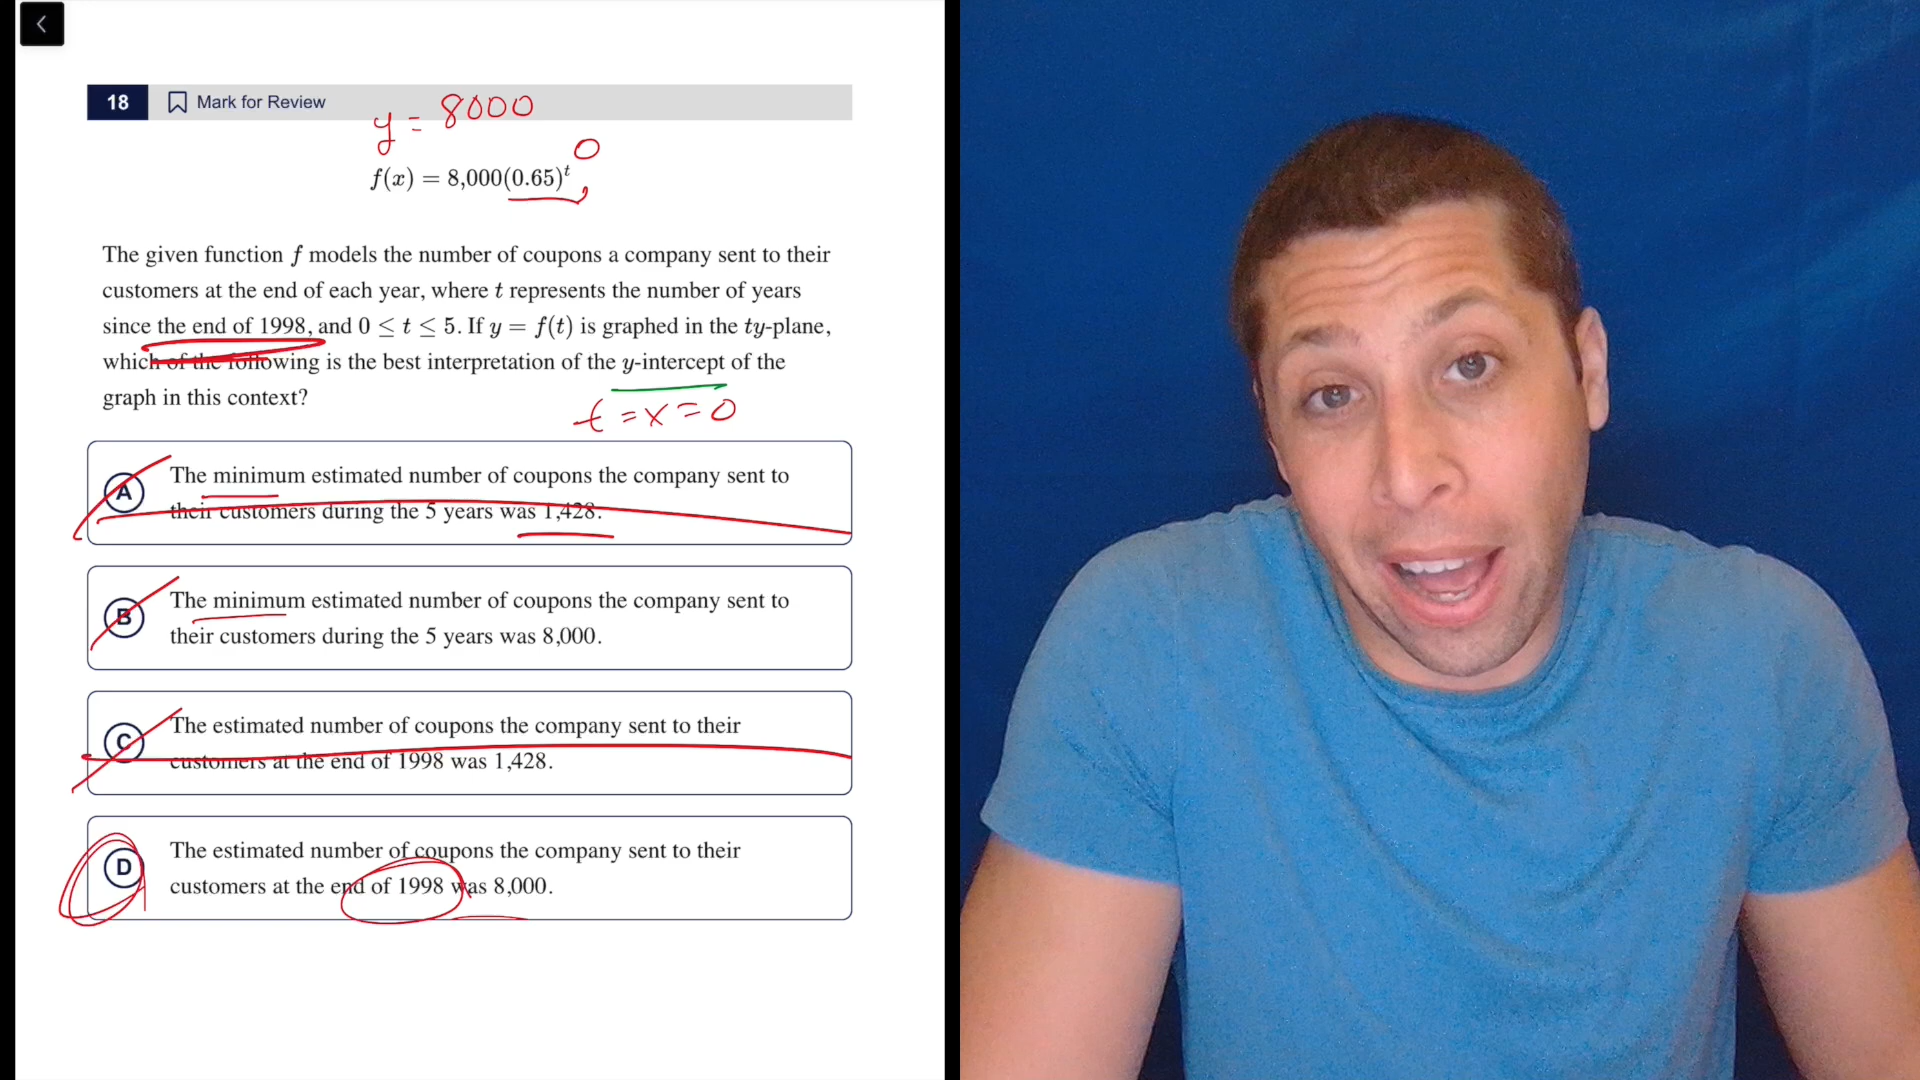 18 Mark for Review
y = 8000
0
f(x) = 8,000(0.65)^t
The given function f models the number of coupons a company sent to their
customers at the end of each year, where t represents the number of years
since the end of 1998, and 0 ≤ t ≤ 5. If y = f(t) is graphed in the ty-plane,
which of the following is the best interpretation of the y-intercept of the
graph in this context?
t = x = 0
A The minimum estimated number of coupons the company sent to
their customers during the 5 years was 1,428.
B The minimum estimated number of coupons the company sent to
their customers during the 5 years was 8,000.
C The estimated number of coupons the company sent to their
customers at the end of 1998 was 1,428.
D The estimated number of coupons the company sent to their
customers at the end of 1998 was 8,000.